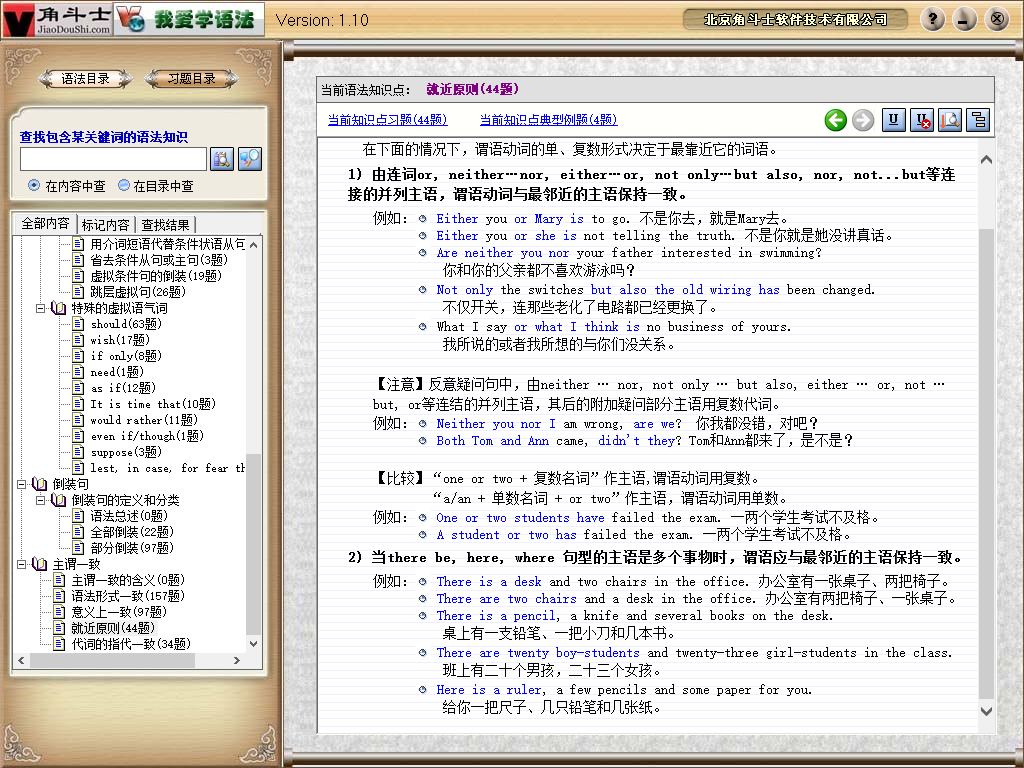 角斗士
JiaoDouShi.com
我爱学语法
Version: 1.10
北京角斗士软件技术有限公司
语法目录
习题目录
查找包含某关键词的语法知识
在内容中查
在目录中查
全部内容
标记内容
查找结果
用介词短语代替条件状语从句
省去条件从句或主句(3题)
虚拟条件句的倒装(19题)
跳层虚拟句(26题)
特殊的虚拟语气词
should(63题)
wish(17题)
if only(8题)
need(1题)
as if(12题)
It is time that(10题)
would rather(11题)
even if/though(1题)
suppose(3题)
lest, in case, for fear th
倒装句
倒装句的定义和分类
语法总述(0题)
全部倒装(22题)
部分倒装(97题)
主谓一致
主谓一致的含义(0题)
语法形式一致(157题)
意义上一致(97题)
就近原则(44题)
代词的指代一致(34题)
当前语法知识点: 就近原则(44题)
当前知识点习题(44题)
当前知识点典型例题(4题)
在下面的情况下，谓语动词的单、复数形式决定于最靠近它的词语。
1) 由连词or, neither…nor, either…or, not only…but also, nor, not...but等连
接的并列主语，谓语动词与最邻近的主语保持一致。
例如: Either you or Mary is to go. 不是你去，就是Mary去。
Either you or she is not telling the truth. 不是你就是她没讲真话。
Are neither you nor your father interested in swimming?
你和你的父亲都不喜欢游泳吗？
Not only the switches but also the old wiring has been changed.
不仅开关，连那些老化了电路都已经更换了。
What I say or what I think is no business of yours.
我所说的或者我所想的与你们没关系。
【注意】反意疑问句中，由neither … nor, not only … but also, either … or, not …
but, or等连结的并列主语，其后的附加疑问部分主语用复数代词。
例如: Neither you nor I am wrong, are we? 你我都没错，对吧？
Both Tom and Ann came, didn't they? Tom和Ann都来了，是不是？
【比较】“one or two + 复数名词”作主语,谓语动词用复数。
“a/an + 单数名词 + or two”作主语，谓语动词用单数。
例如: One or two students have failed the exam. 一两个学生考试不及格。
A student or two has failed the exam. 一两个学生考试不及格。
2) 当there be, here, where 句型的主语是多个事物时，谓语应与最邻近的主语保持一致。
例如: There is a desk and two chairs in the office. 办公室有一张桌子、两把椅子。
There are two chairs and a desk in the office. 办公室有两把椅子、一张桌子。
There is a pencil, a knife and several books on the desk.
桌上有一支铅笔、一把小刀和几本书。
There are twenty boy-students and twenty-three girl-students in the class.
班上有二十个男孩，二十三个女孩。
Here is a ruler, a few pencils and some paper for you.
给你一把尺子、几只铅笔和几张纸。